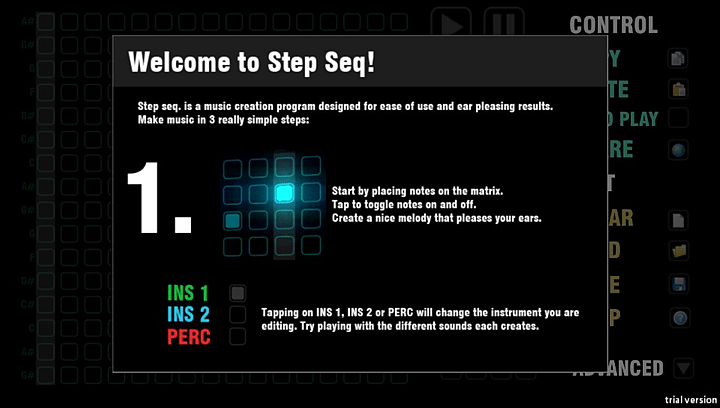 A#
G#
F
D#
C
A#
G#
F
D#
C
A#
G#
CONTROL
Y
TE
O PLAY
RE
T
AR
D
E
P
ADVANCED
Welcome to Step Seq!
Step seq. is a music creation program designed for ease of use and ear pleasing results.
Make music in 3 really simple steps:
1.
Start by placing notes on the matrix.
Tap to toggle notes on and off.
Create a nice melody that pleases your ears.
INS 1
INS 2
PERC
Tapping on INS 1, INS 2 or PERC will change the instrument you are
editing. Try playing with the different sounds each creates.
trial version